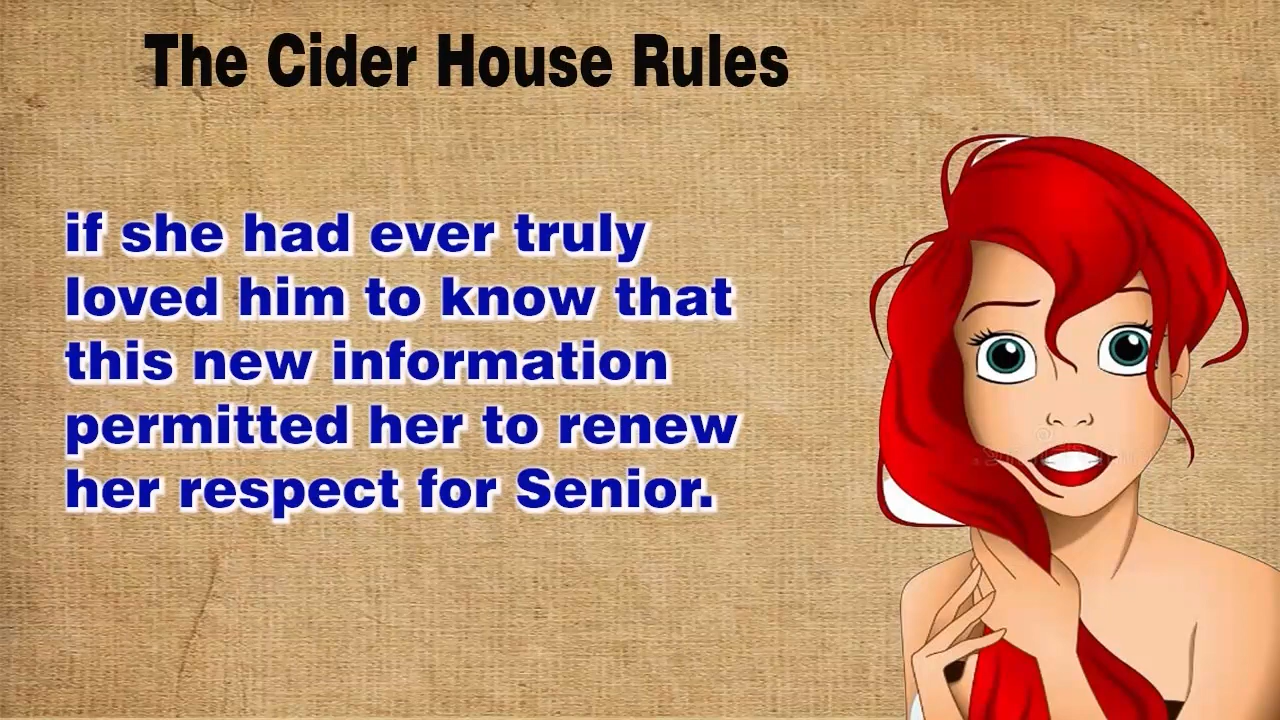 The Cider House Rules
if she had ever truly
loved him to know that
this new information
permitted her to renew
her respect for Senior.